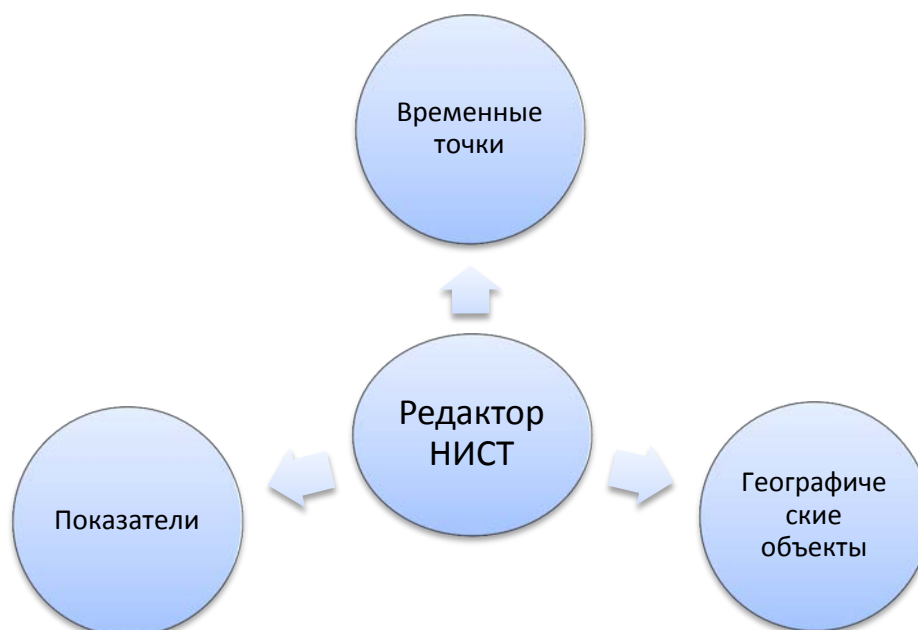 Временные
точки
Редактор
НИСТ
Показатели
Географиче
ские
объекты